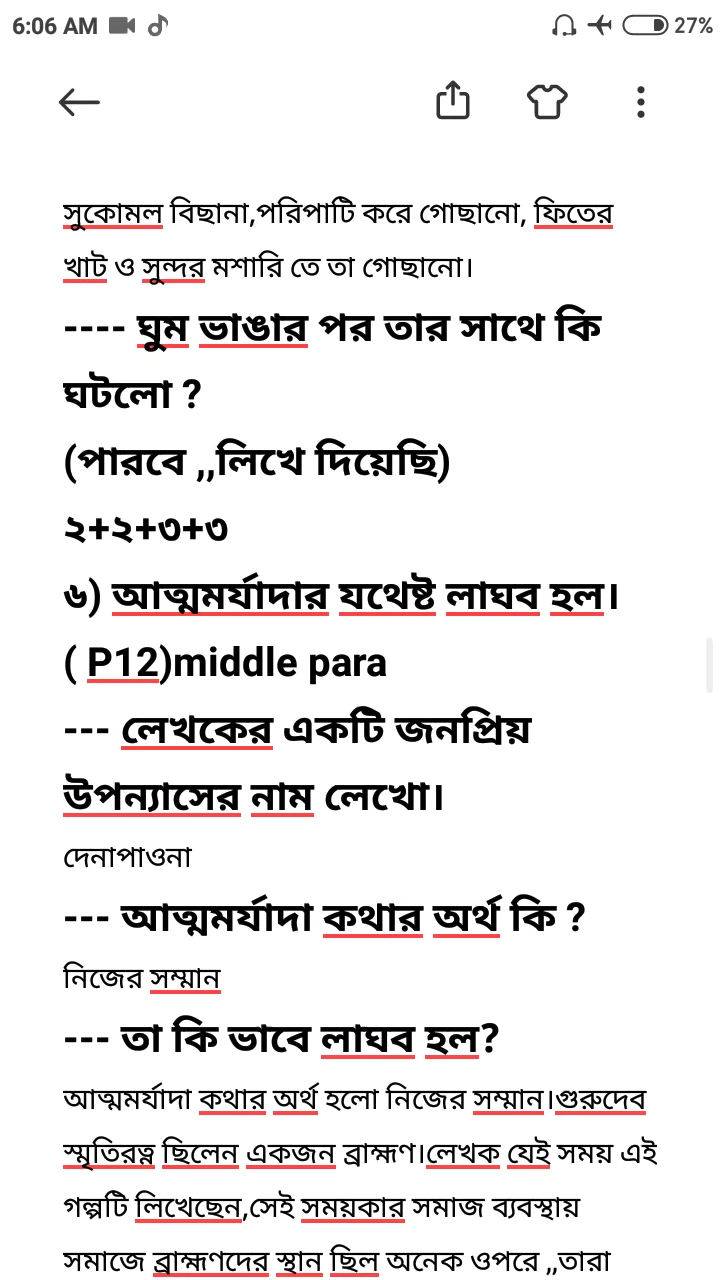 6:06 AM 27%
সুকোমল বিছানা,পরিপাটি করে গোছানো, ফিতের
খাট ও সুন্দর মশারি তে তা গোছানো।
---- ঘুম ভাঙার পর তার সাথে কি
ঘটলো ?
(পারবে ,,লিখে দিয়েছি)
২+২+৩+৩
৬) আত্মমর্যাদার যথেষ্ট লাঘব হল।
( P12)middle para
--- লেখকের একটি জনপ্রিয়
উপন্যাসের নাম লেখো।
দেনাপাওনা
--- আত্মমর্যাদা কথার অর্থ কি ?
নিজের সম্মান
--- তা কি ভাবে লাঘব হল?
আত্মমর্যাদা কথার অর্থ হলো নিজের সম্মান।গুরুদেব
স্মৃতিরত্ন ছিলেন একজন ব্রাহ্মণ।লেখক যেই সময় এই
গল্পটি লিখেছেন,সেই সময়কার সমাজ ব্যবস্থায়
সমাজে ব্রাহ্মণদের স্থান ছিল অনেক ওপরে ,,তারা